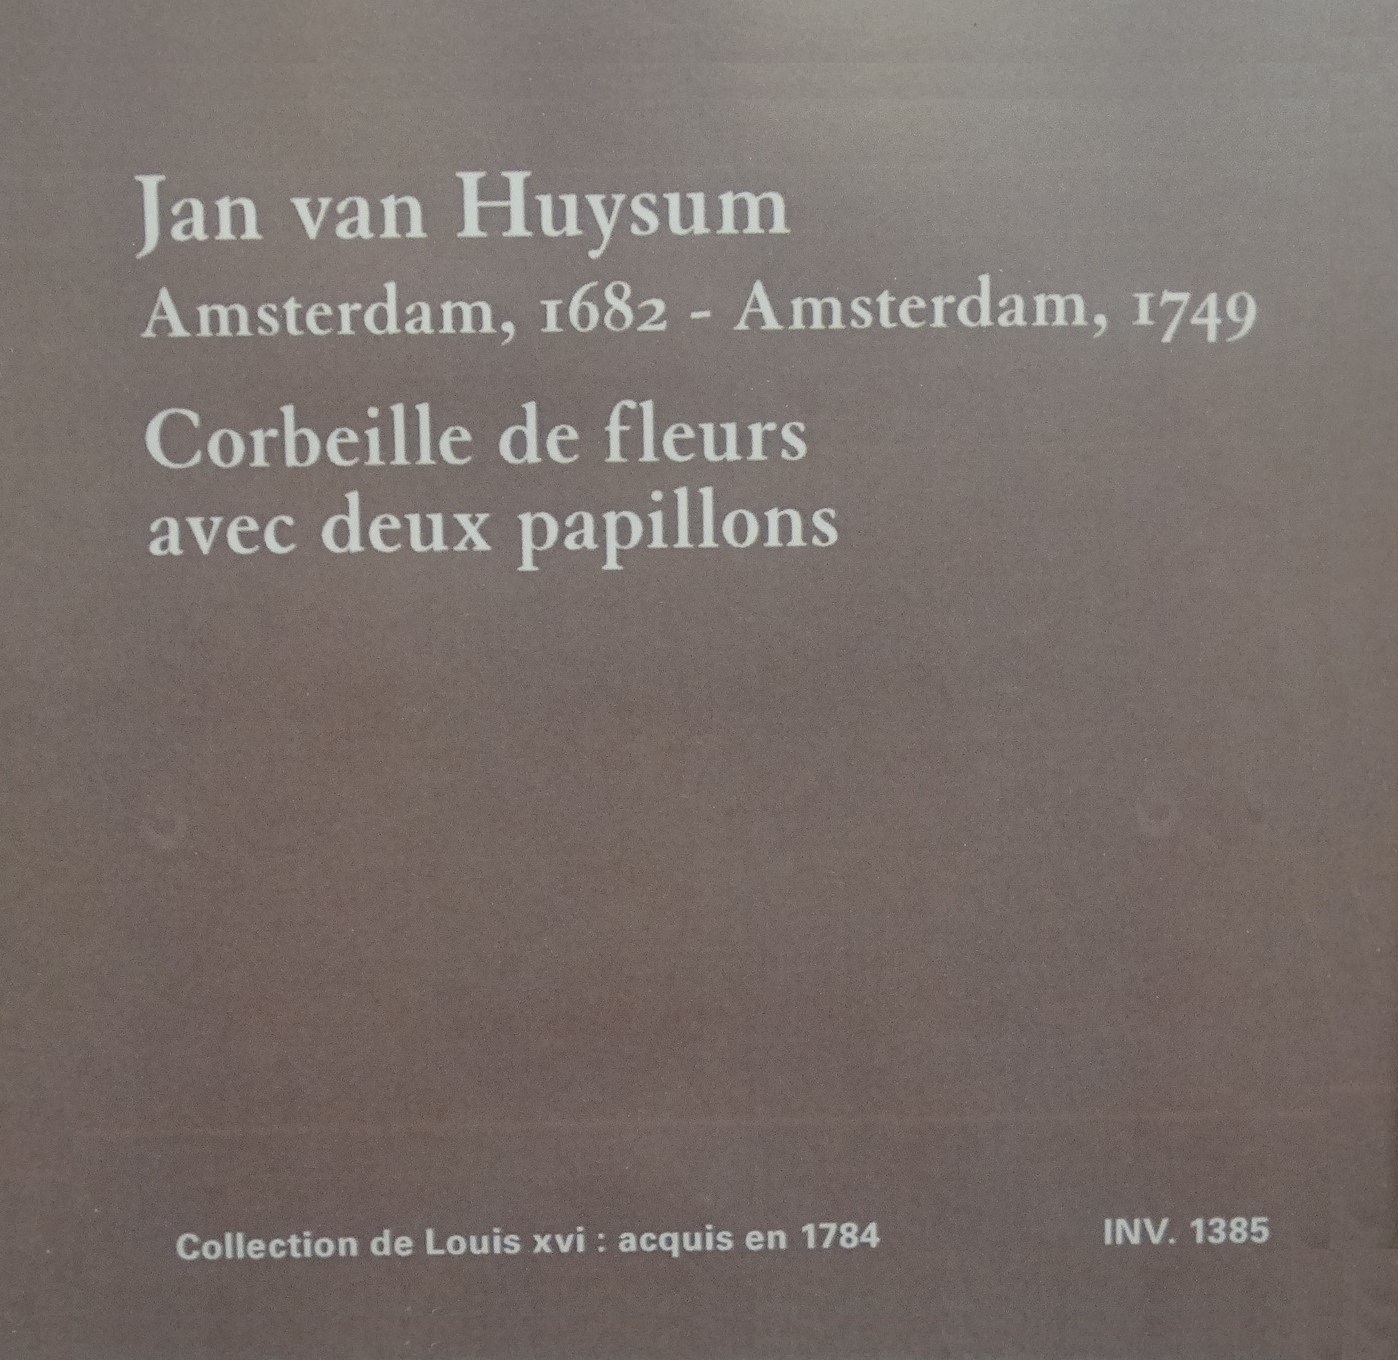 Jan van Huysum
Amsterdam, 1682 - Amsterdam, 1749
Corbeille de fleurs
avec deux papillons
Collection de Louis xvi : acquis en 1784
INV. 1385